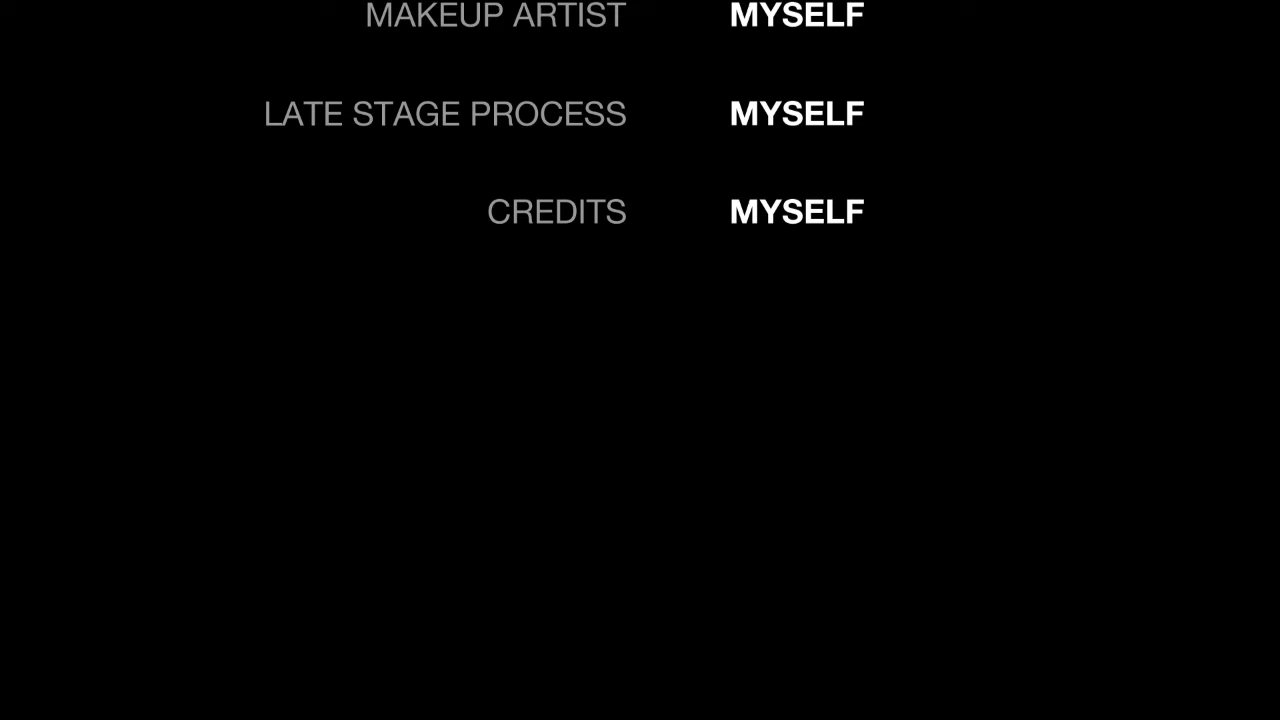 MAKEUP ARTIST MYSELF
LATE STAGE PROCESS MYSELF
CREDITS MYSELF